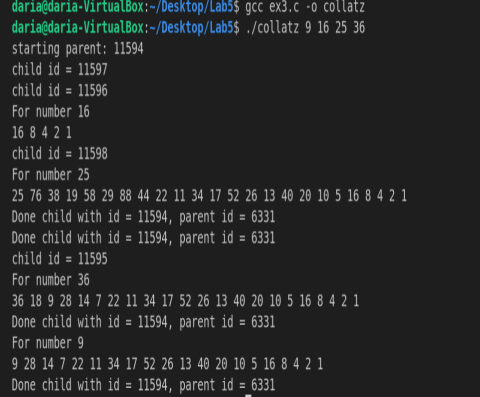 daria@daria-VirtualBox:~/Desktop/Lab5$ gcc ex3.c -o collatz
daria@daria-VirtualBox:~/Desktop/Lab5$ ./collatz 9 16 25 36
starting parent: 11594
child id = 11597
child id = 11596
For number 16
16 8 4 2 1
child id = 11598
For number 25
25 76 38 19 58 29 88 44 22 11 34 17 52 26 13 40 20 10 5 16 8 4 2 1
Done child with id = 11594, parent id = 6331
Done child with id = 11594, parent id = 6331
child id = 11595
For number 36
36 18 9 28 14 7 22 11 34 17 52 26 13 40 20 10 5 16 8 4 2 1
Done child with id = 11594, parent id = 6331
For number 9
9 28 14 7 22 11 34 17 52 26 13 40 20 10 5 16 8 4 2 1
Done child with id = 11594, parent id = 6331